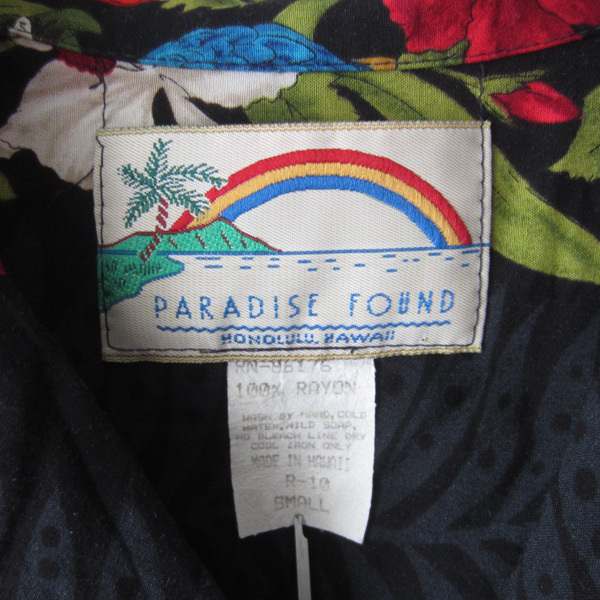 PARADISE FOUND
HONOLULU, HAWAII
RN-96176
100% RAYON
WASH BY HAND, COLD
WATER, MILD SOAP,
NO BLEACH LINE DRY
COOL IRON ONLY
MADE IN HAWAII
R-10
SMALL